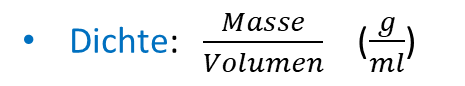 • Dichte: Masse/Volumen (g/ml)